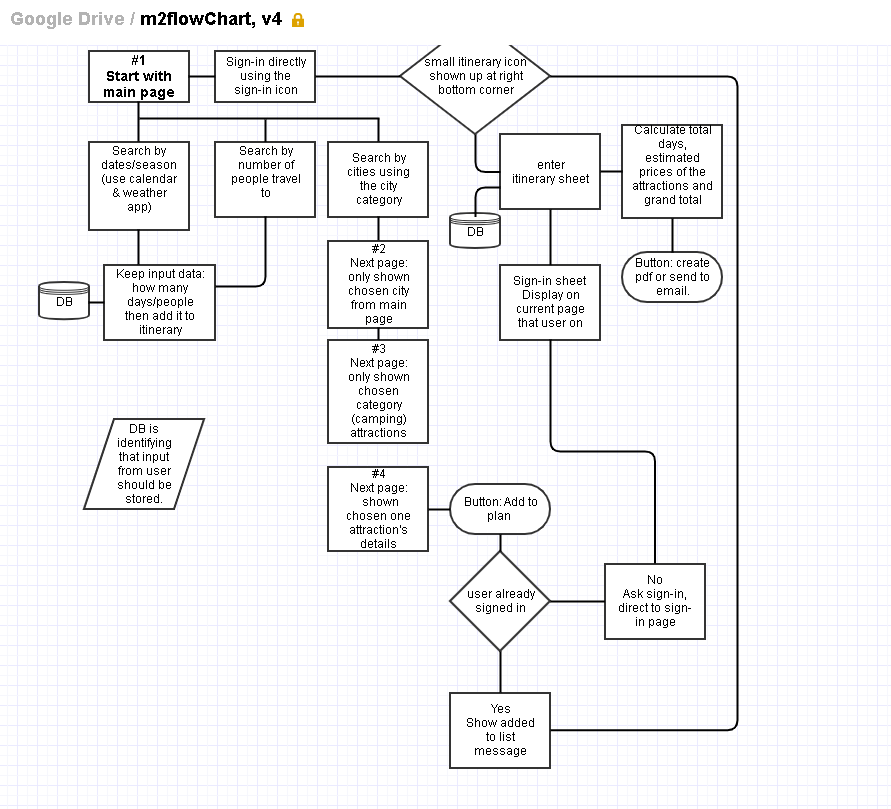 Google Drive / m2flowChart, v4
#1
Start with
main page
Sign-in directly
using the
sign-in icon
small itinerary icon
shown up at right
bottom corner
Search by
dates/season
(use calendar
& weather
app)
Search by
number of
people travel
to
Search by
cities using
the city
category
enter
itinerary sheet
Calculate total
days,
estimated
prices of the
attractions and
grand total
DB
Button: create
pdf or send to
email.
#2
Next page:
only shown
chosen city
from main
page
Keep input data:
how many
days/people
then add it to
itinerary
DB
Sign-in sheet
Display on
current page
that user on
#3
Next page:
only shown
chosen
category
(camping)
attractions
DB is
identifying
that input
from user
should be
stored.
#4
Next page:
shown
chosen one
attraction's
details
Button: Add to
plan
user already
signed in
No
Ask sign-in,
direct to sign-
in page
Yes
Show added
to list
message